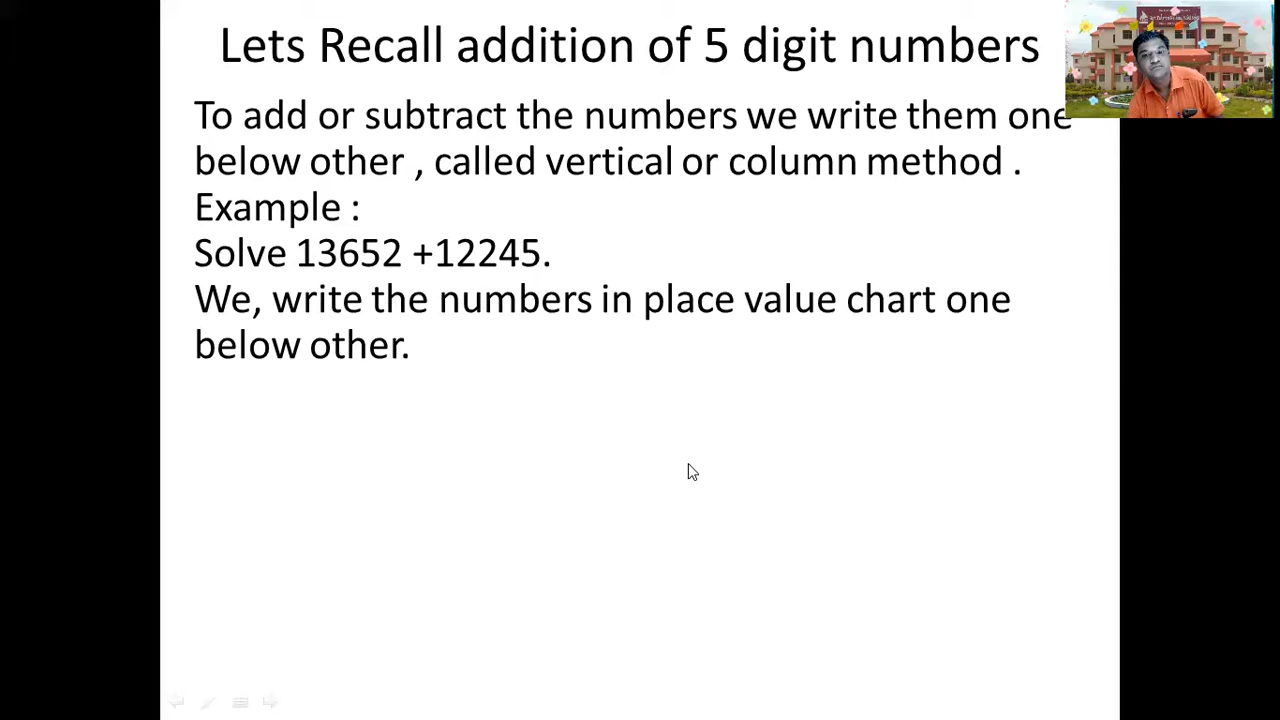 Lets Recall addition of 5 digit numbers
To add or subtract the numbers we write them one
below other , called vertical or column method .
Example :
Solve 13652 +12245.
We, write the numbers in place value chart one
below other.